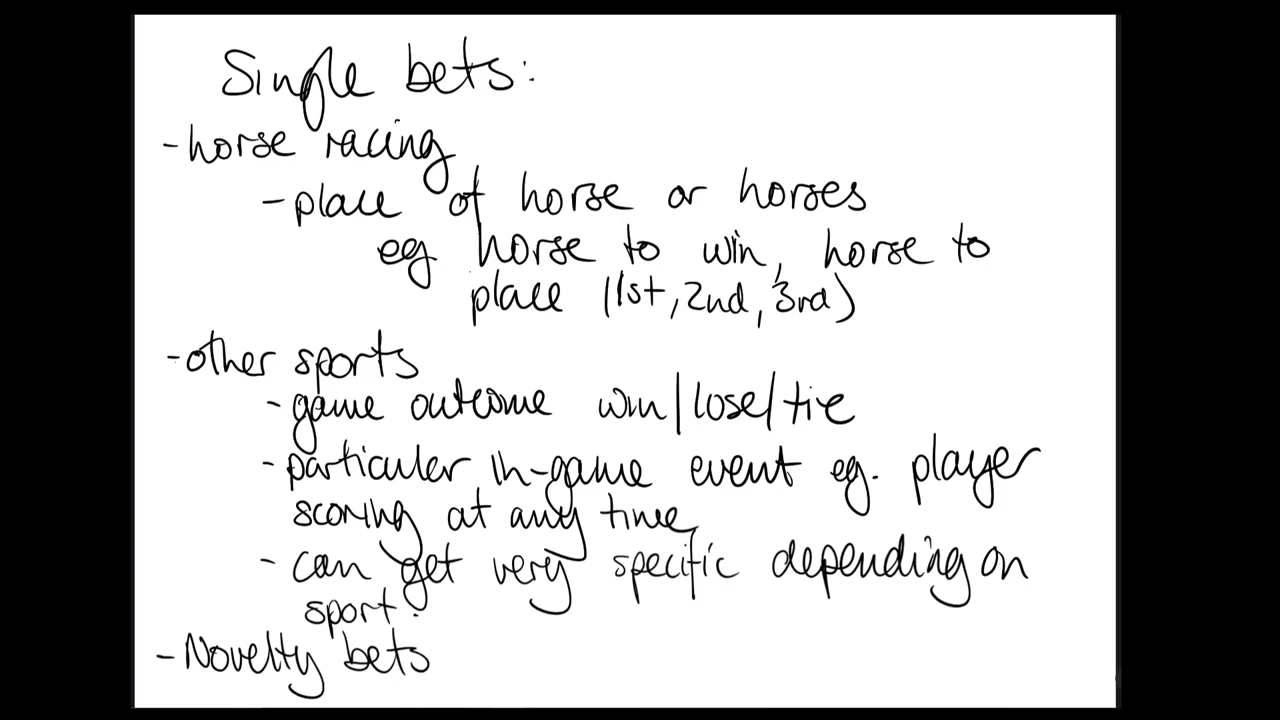 Single bets:
- horse racing
- place of horse or horses
eg horse to win, horse to
place (1st, 2nd, 3rd)
- other sports
- game outcome win/lose/tie
- particuler in-game event eg. player
scoring at any time
- can get very specific depending on
sport.
- Novelty bets